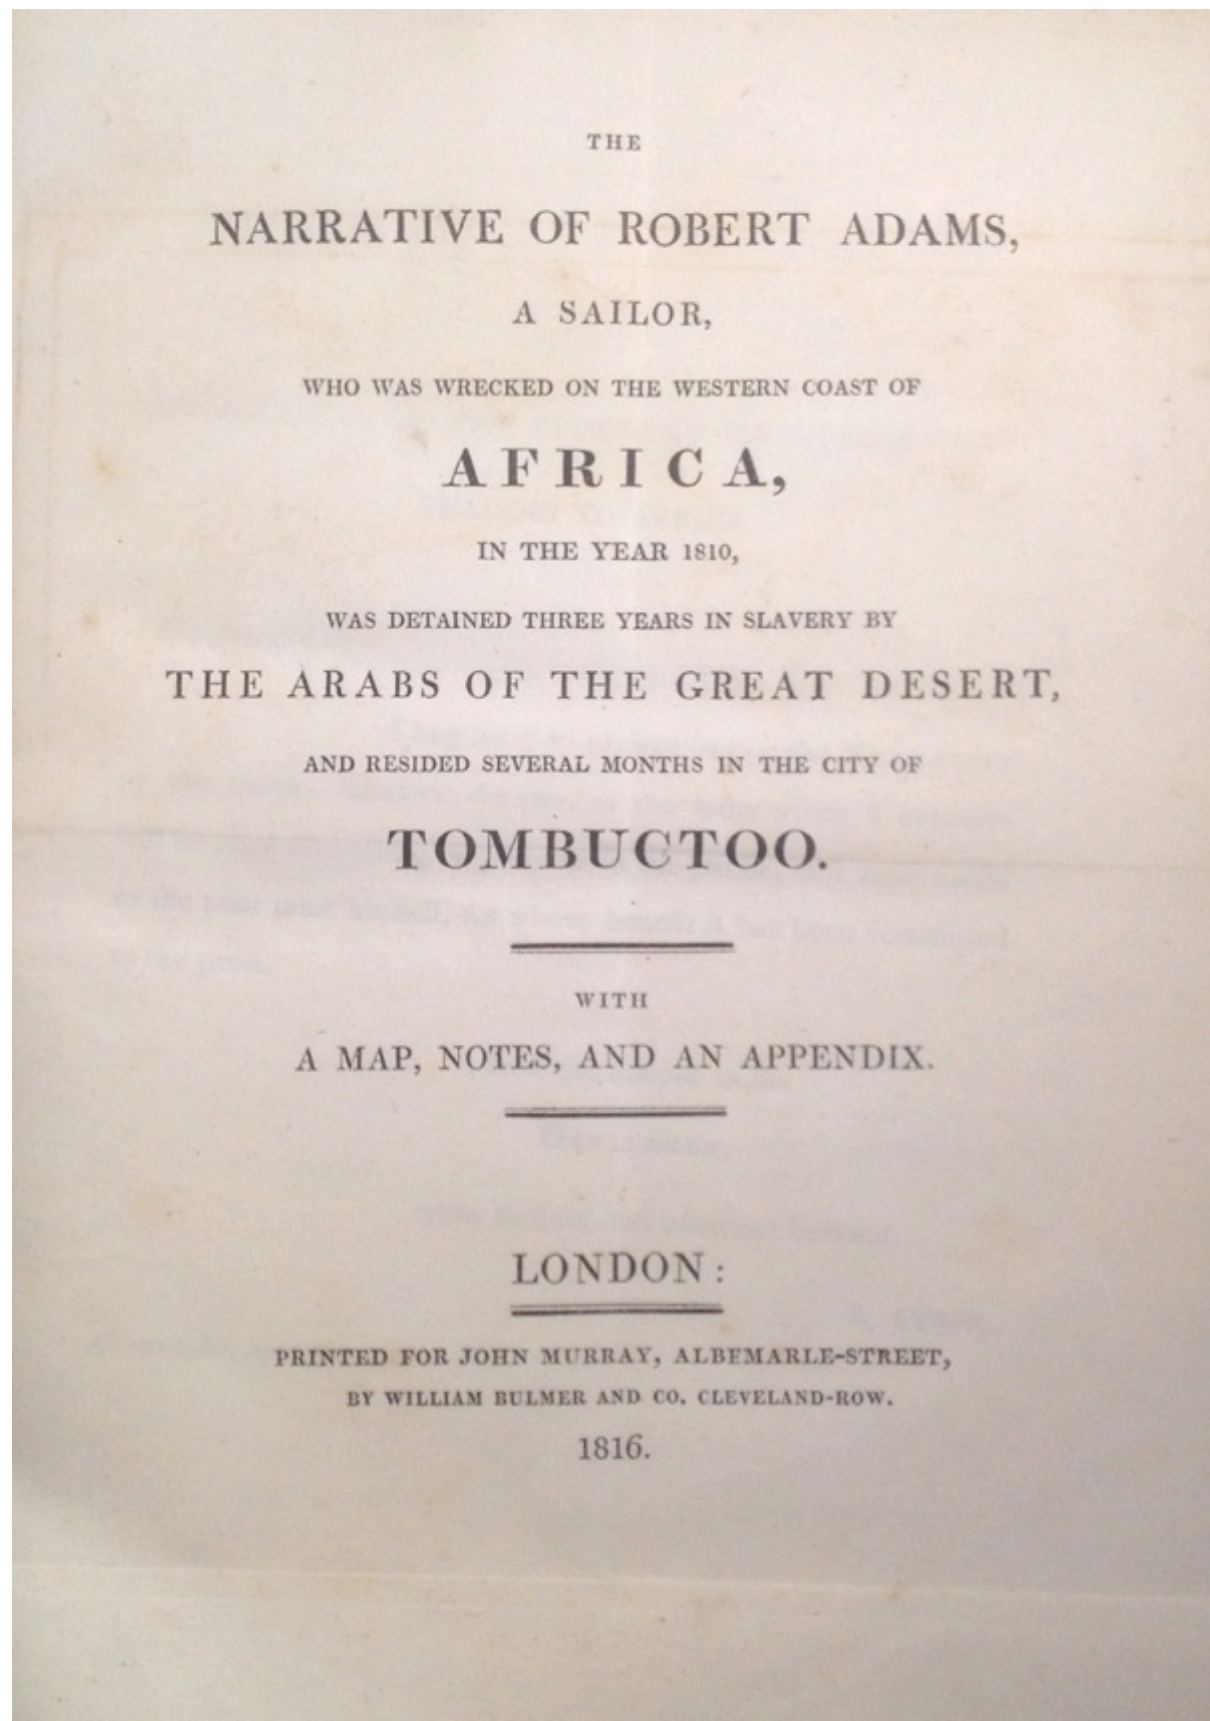 THE
NARRATIVE OF ROBERT ADAMS,
A SAILOR,
WHO WAS WRECKED ON THE WESTERN COAST OF
AFRICA,
IN THE YEAR 1810,
WAS DETAINED THREE YEARS IN SLAVERY BY
THE ARABS OF THE GREAT DESERT,
AND RESIDED SEVERAL MONTHS IN THE CITY OF
TOMBUCTOO.
WITH
A MAP, NOTES, AND AN APPENDIX.
LONDON:
PRINTED FOR JOHN MURRAY, ALBEMARLE-STREET,
BY WILLIAM BULMER AND CO. CLEVELAND-ROW.
1816.